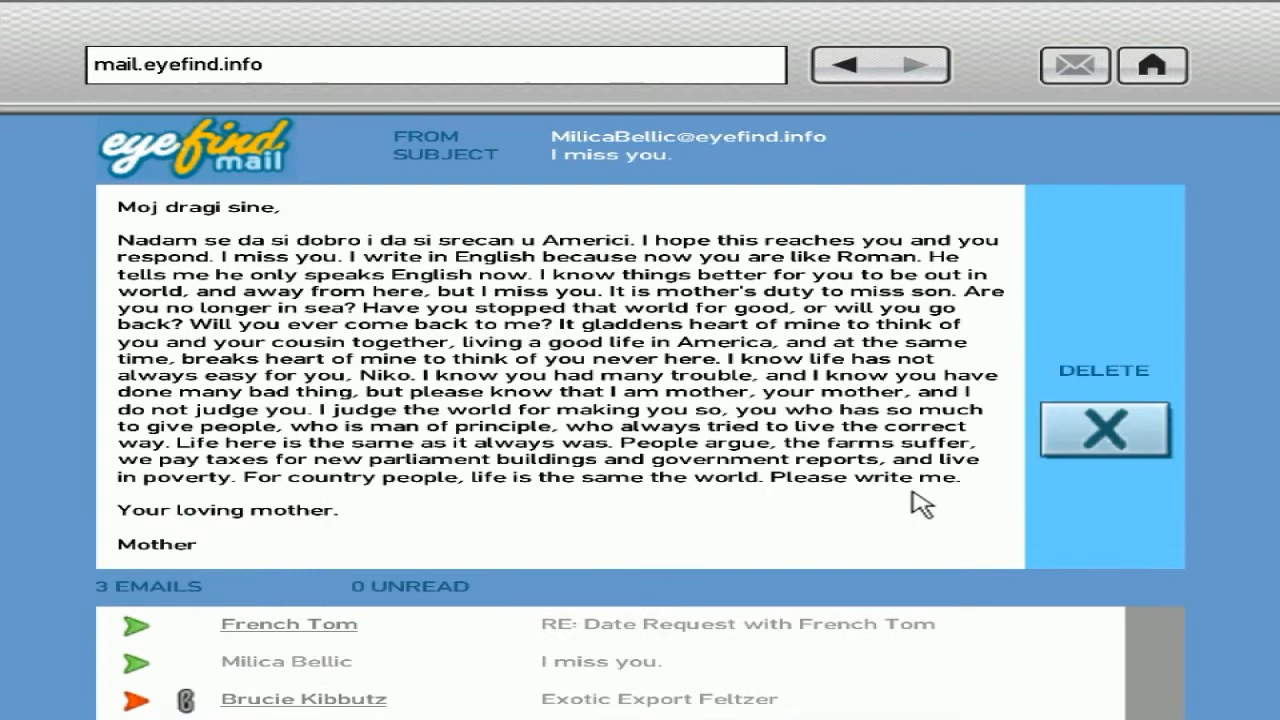 mail.eyefind.info
eyefind mail
FROM MilicaBellic@eyefind.info
SUBJECT I miss you.
Moj dragi sine,
Nadam se da si dobro i da si srecan u Americi. I hope this reaches you and you
respond. I miss you. I write in English because now you are like Roman. He
tells me he only speaks English now. I know things better for you to be out in
world, and away from here, but I miss you. It is mother's duty to miss son. Are
you no longer in sea? Have you stopped that world for good, or will you go
back? Will you ever come back to me? It gladdens heart of mine to think of
you and your cousin together, living a good life in America, and at the same
time, breaks heart of mine to think of you never here. I know life has not
always easy for you, Niko. I know you had many trouble, and I know you have
done many bad thing, but please know that I am mother, your mother, and I
do not judge you. I judge the world for making you so, you who has so much
to give people, who is man of principle, who always tried to live the correct
way. Life here is the same as it always was. People argue, the farms suffer,
we pay taxes for new parliament buildings and government reports, and live
in poverty. For country people, life is the same the world. Please write me.
Your loving mother.
Mother
DELETE
3 EMAILS 0 UNREAD
French Tom RE: Date Request with French Tom
Milica Bellic I miss you.
Brucie Kibbutz Exotic Export Feltzer